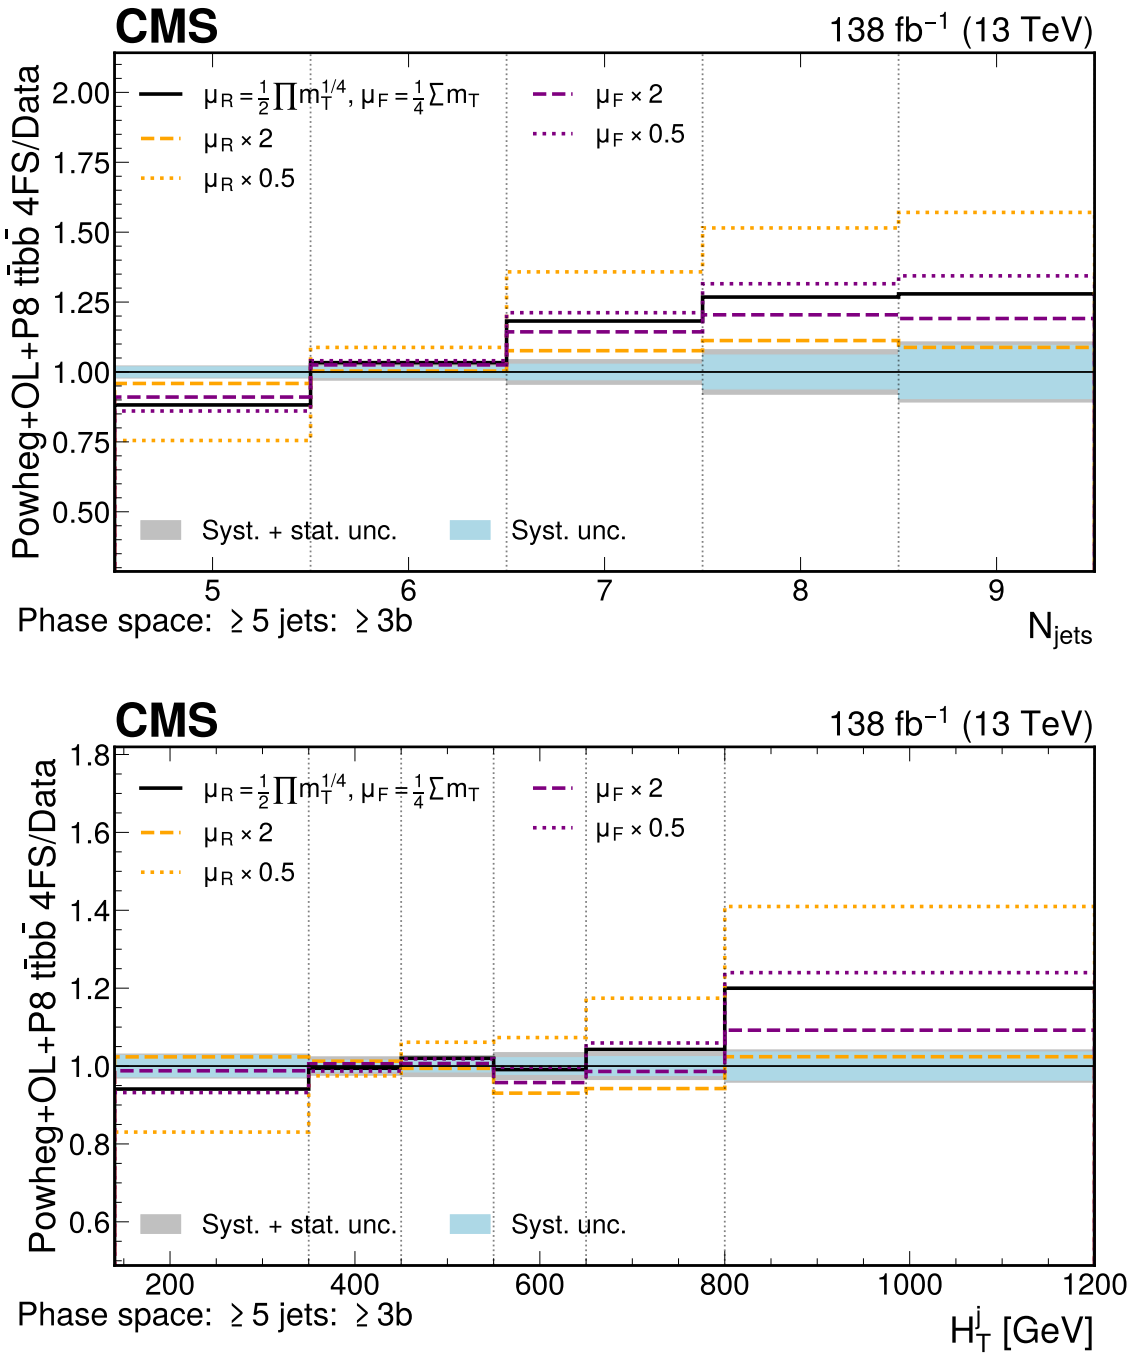 CMS 138 fb⁻¹ (13 TeV)
Powheg+OL+P8 tt̄bb̄ 4FS/Data
2.00
1.75
1.50
1.25
1.00
0.75
0.50
μR = ½∏mT^1/4, μF = ¼∑mT
μR × 2
μR × 0.5
μF × 2
μF × 0.5
Syst. + stat. unc. Syst. unc.
5 6 7 8 9
Phase space: ≥ 5 jets: ≥ 3b
Njets
CMS 138 fb⁻¹ (13 TeV)
Powheg+OL+P8 tt̄bb̄ 4FS/Data
1.8
1.6
1.4
1.2
1.0
0.8
0.6
μR = ½∏mT^1/4, μF = ¼∑mT
μR × 2
μR × 0.5
μF × 2
μF × 0.5
Syst. + stat. unc. Syst. unc.
200 400 600 800 1000 1200
Phase space: ≥ 5 jets: ≥ 3b
HT^j [GeV]